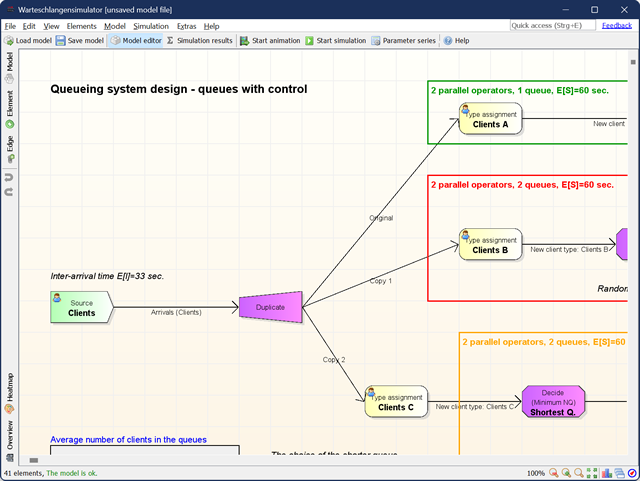 Warteschlangensimulator [unsaved model file]
File Edit View Elements Model Simulation Extras Help
Quick access (Strg+E) Feedback
Load model Save model Model editor Σ Simulation results Start animation Start simulation Parameter series Help
Model
Element
Edge
Heatmap
Overview
Queueing system design - queues with control
2 parallel operators, 1 queue, E[S]=60 sec.
Type assignment
Clients A
New client
2 parallel operators, 2 queues, E[S]=60 sec.
Original
Type assignment
Clients B
New client type: Clients B
Random
Inter-arrival time E[I]=33 sec.
Copy 1
Source
Clients
Arrivals (Clients)
Duplicate
2 parallel operators, 2 queues, E[S]=60
Copy 2
Type assignment
Clients C
New client type: Clients C
Decide
(Minimum NQ)
Shortest Q.
Average number of clients in the queues
The choice of the shorter queue
41 elements, The model is ok.
100%